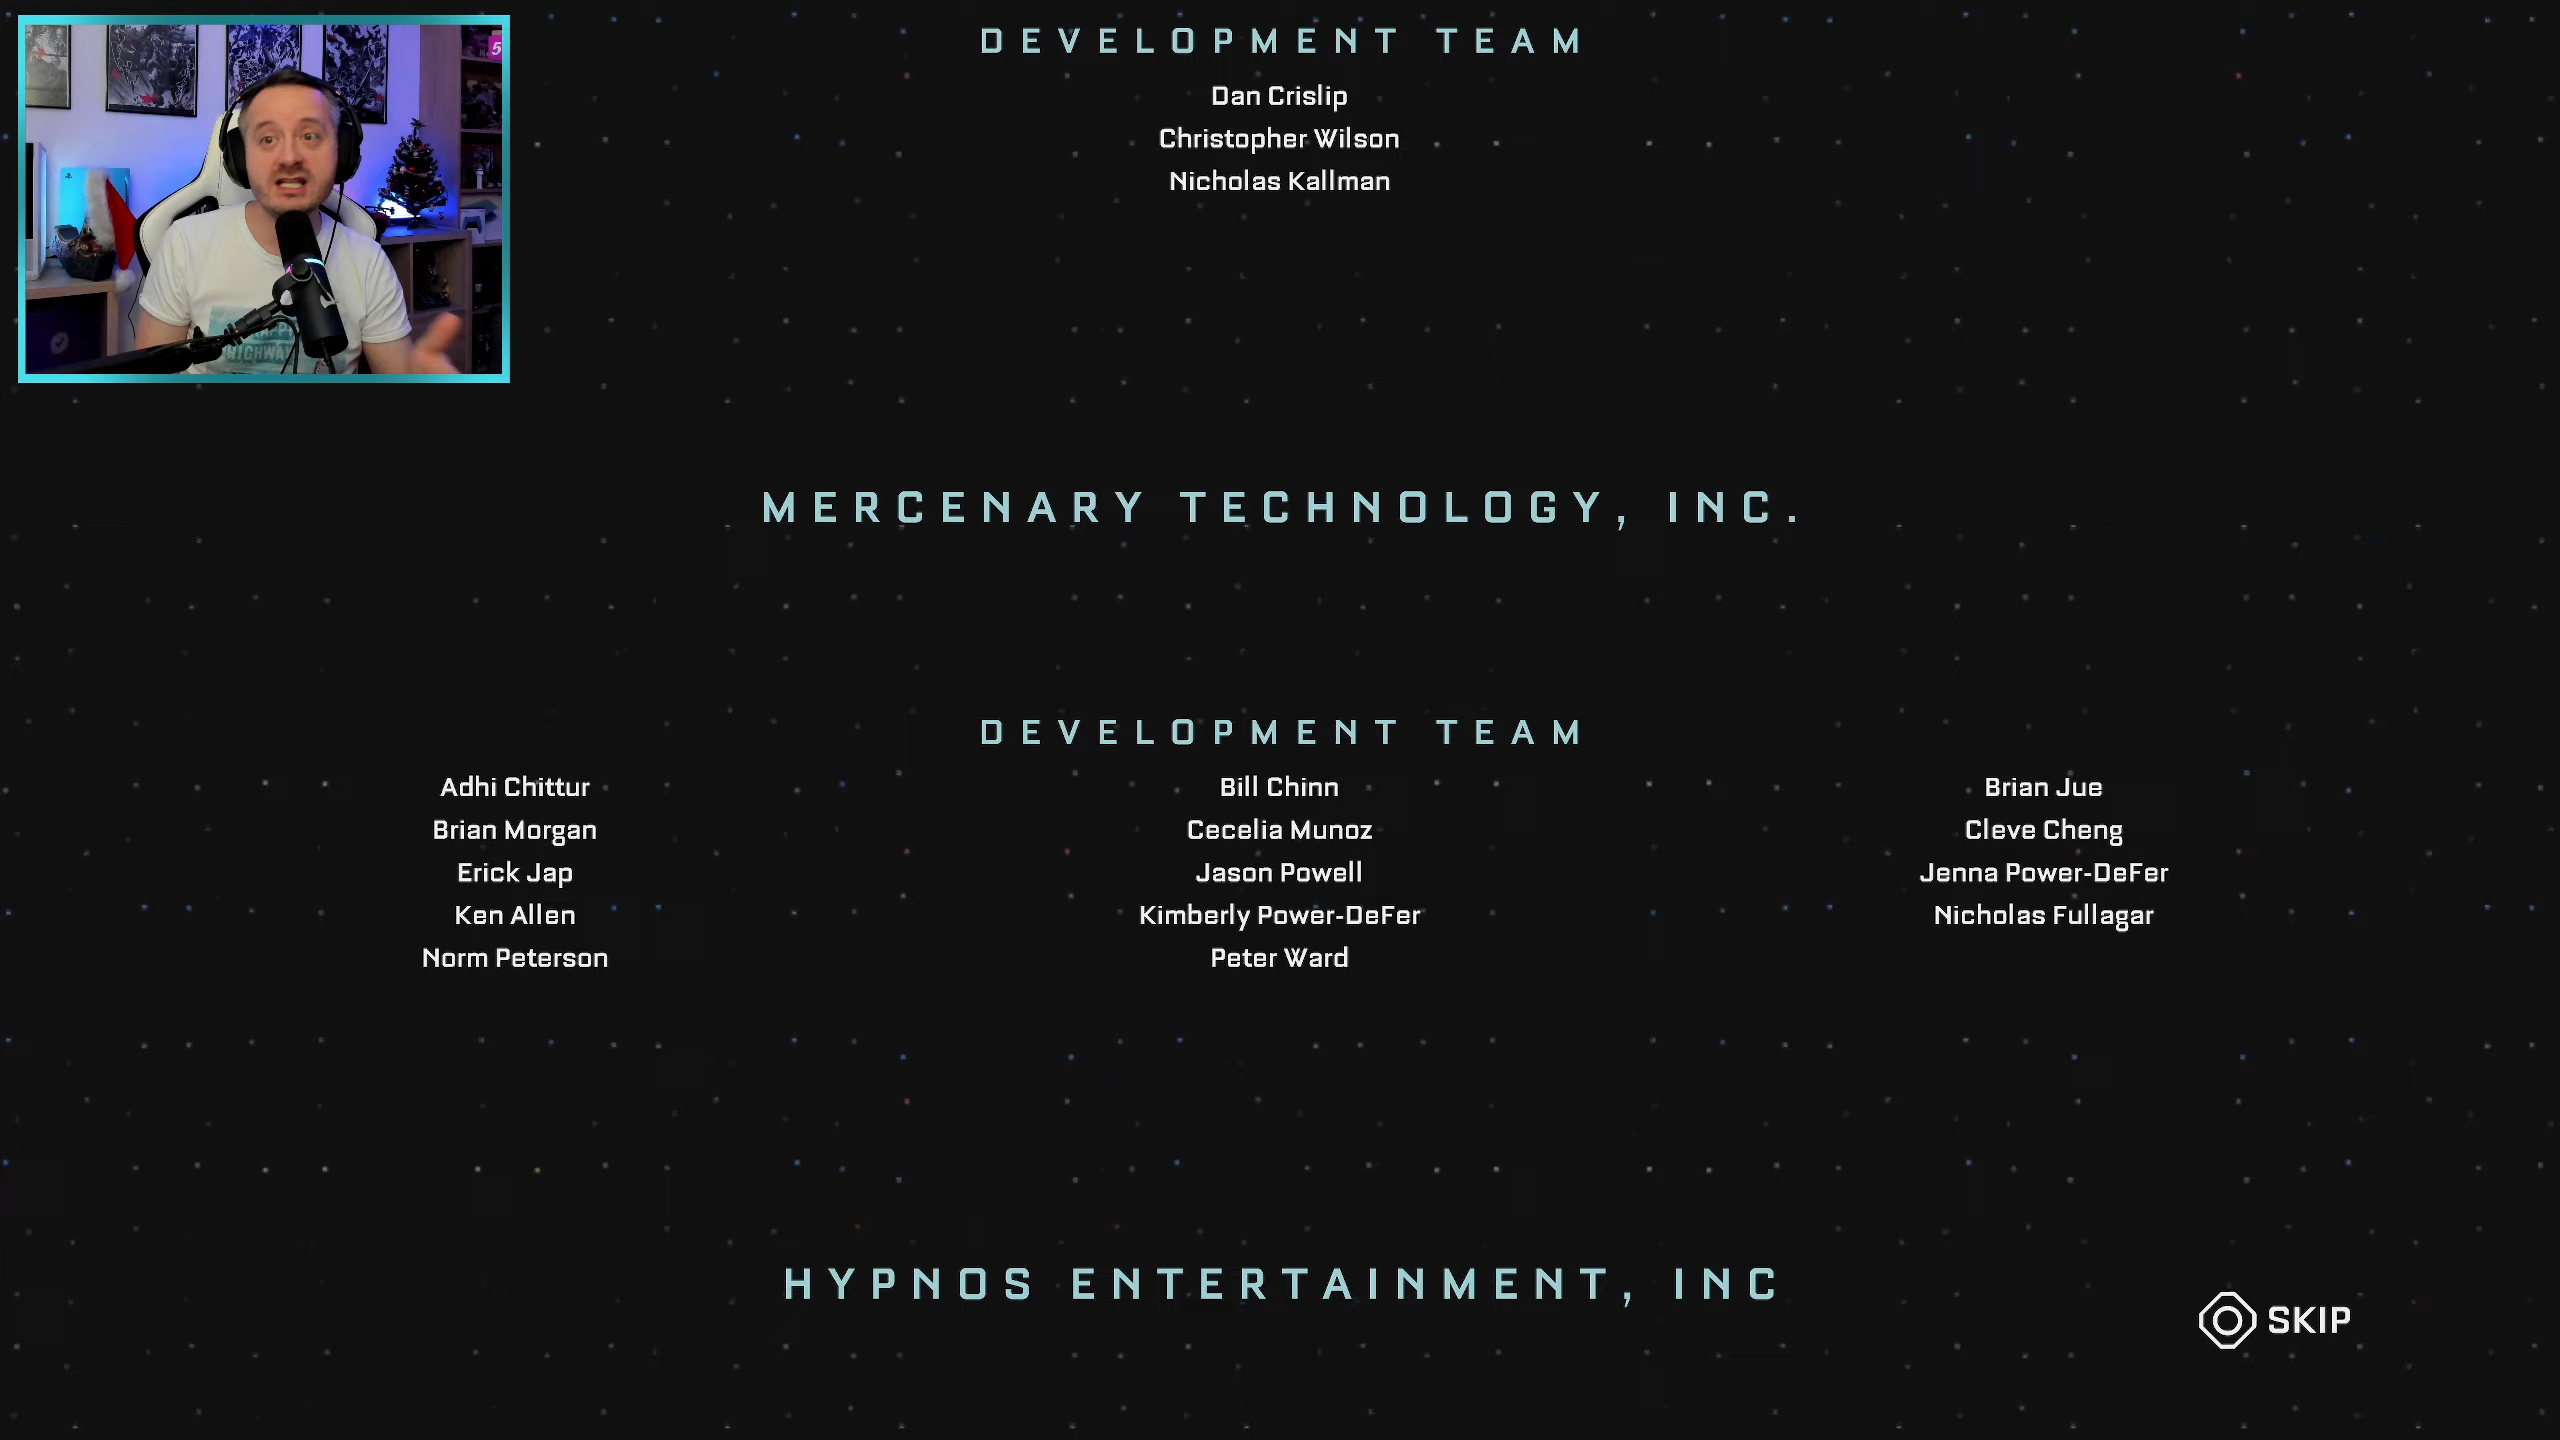 DEVELOPMENT TEAM
Dan Crislip
Christopher Wilson
Nicholas Kallman
MERCENARY TECHNOLOGY, INC.
DEVELOPMENT TEAM
Adhi Chittur Bill Chinn Brian Jue
Brian Morgan Cecelia Munoz Cleve Cheng
Erick Jap Jason Powell Jenna Power-DeFer
Ken Allen Kimberly Power-DeFer Nicholas Fullagar
Norm Peterson Peter Ward
HYPNOS ENTERTAINMENT, INC
SKIP
5
HIGHWAY